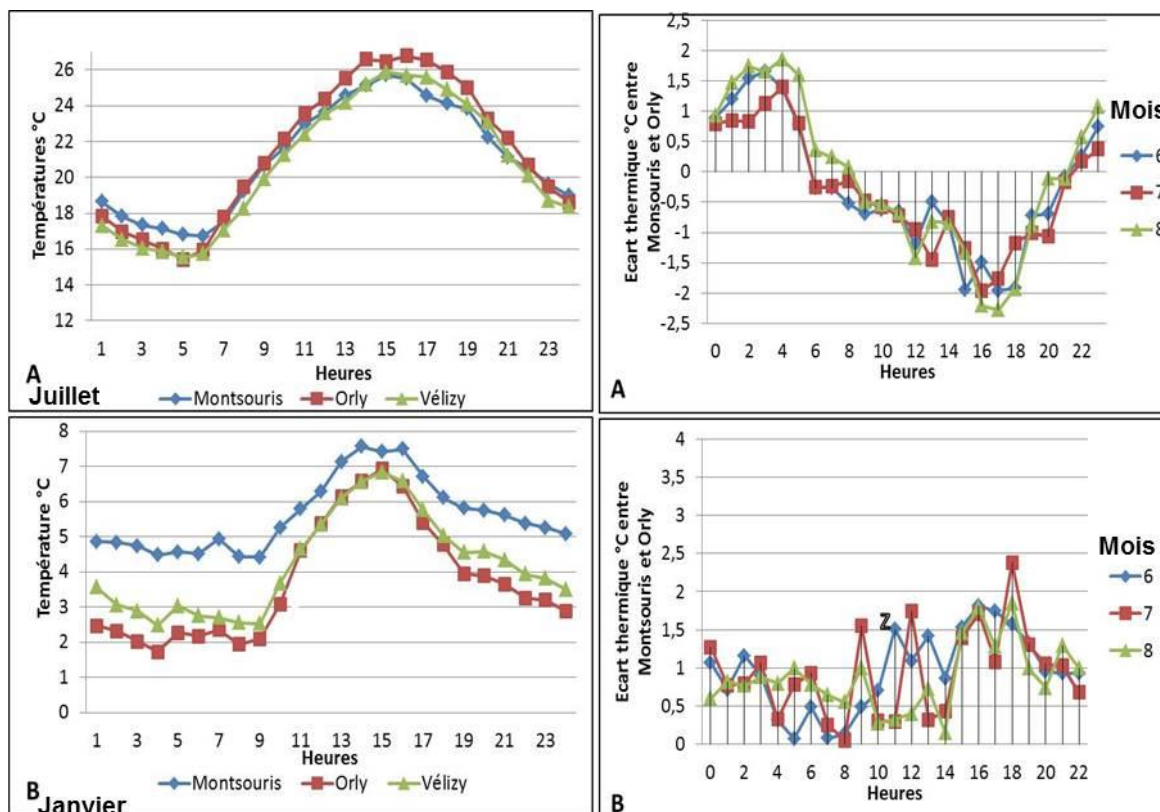 Températures °C
26
24
22
20
18
16
14
12
1 3 5 7 9 11 13 15 17 19 21 23
Heures
A
Juillet
Montsouris Orly Vélizy
Ecart thermique °C entre
Monsouris et Orly
2,5
2
1,5
1
0,5
0
-0,5
-1
-1,5
-2
-2,5
0 2 4 6 8 10 12 14 16 18 20 22
Heures
A
Mois
6
7
8
Température °C
8
7
6
5
4
3
2
1
0
1 3 5 7 9 11 13 15 17 19 21 23
Heures
B
Janvier
Montsouris Orly Vélizy
Ecart thermique °C entre
Montsouris et Orly
4
3,5
3
2,5
2
1,5
1
0,5
0
Z
0 2 4 6 8 10 12 14 16 18 20 22
Heures
B
Mois
6
7
8